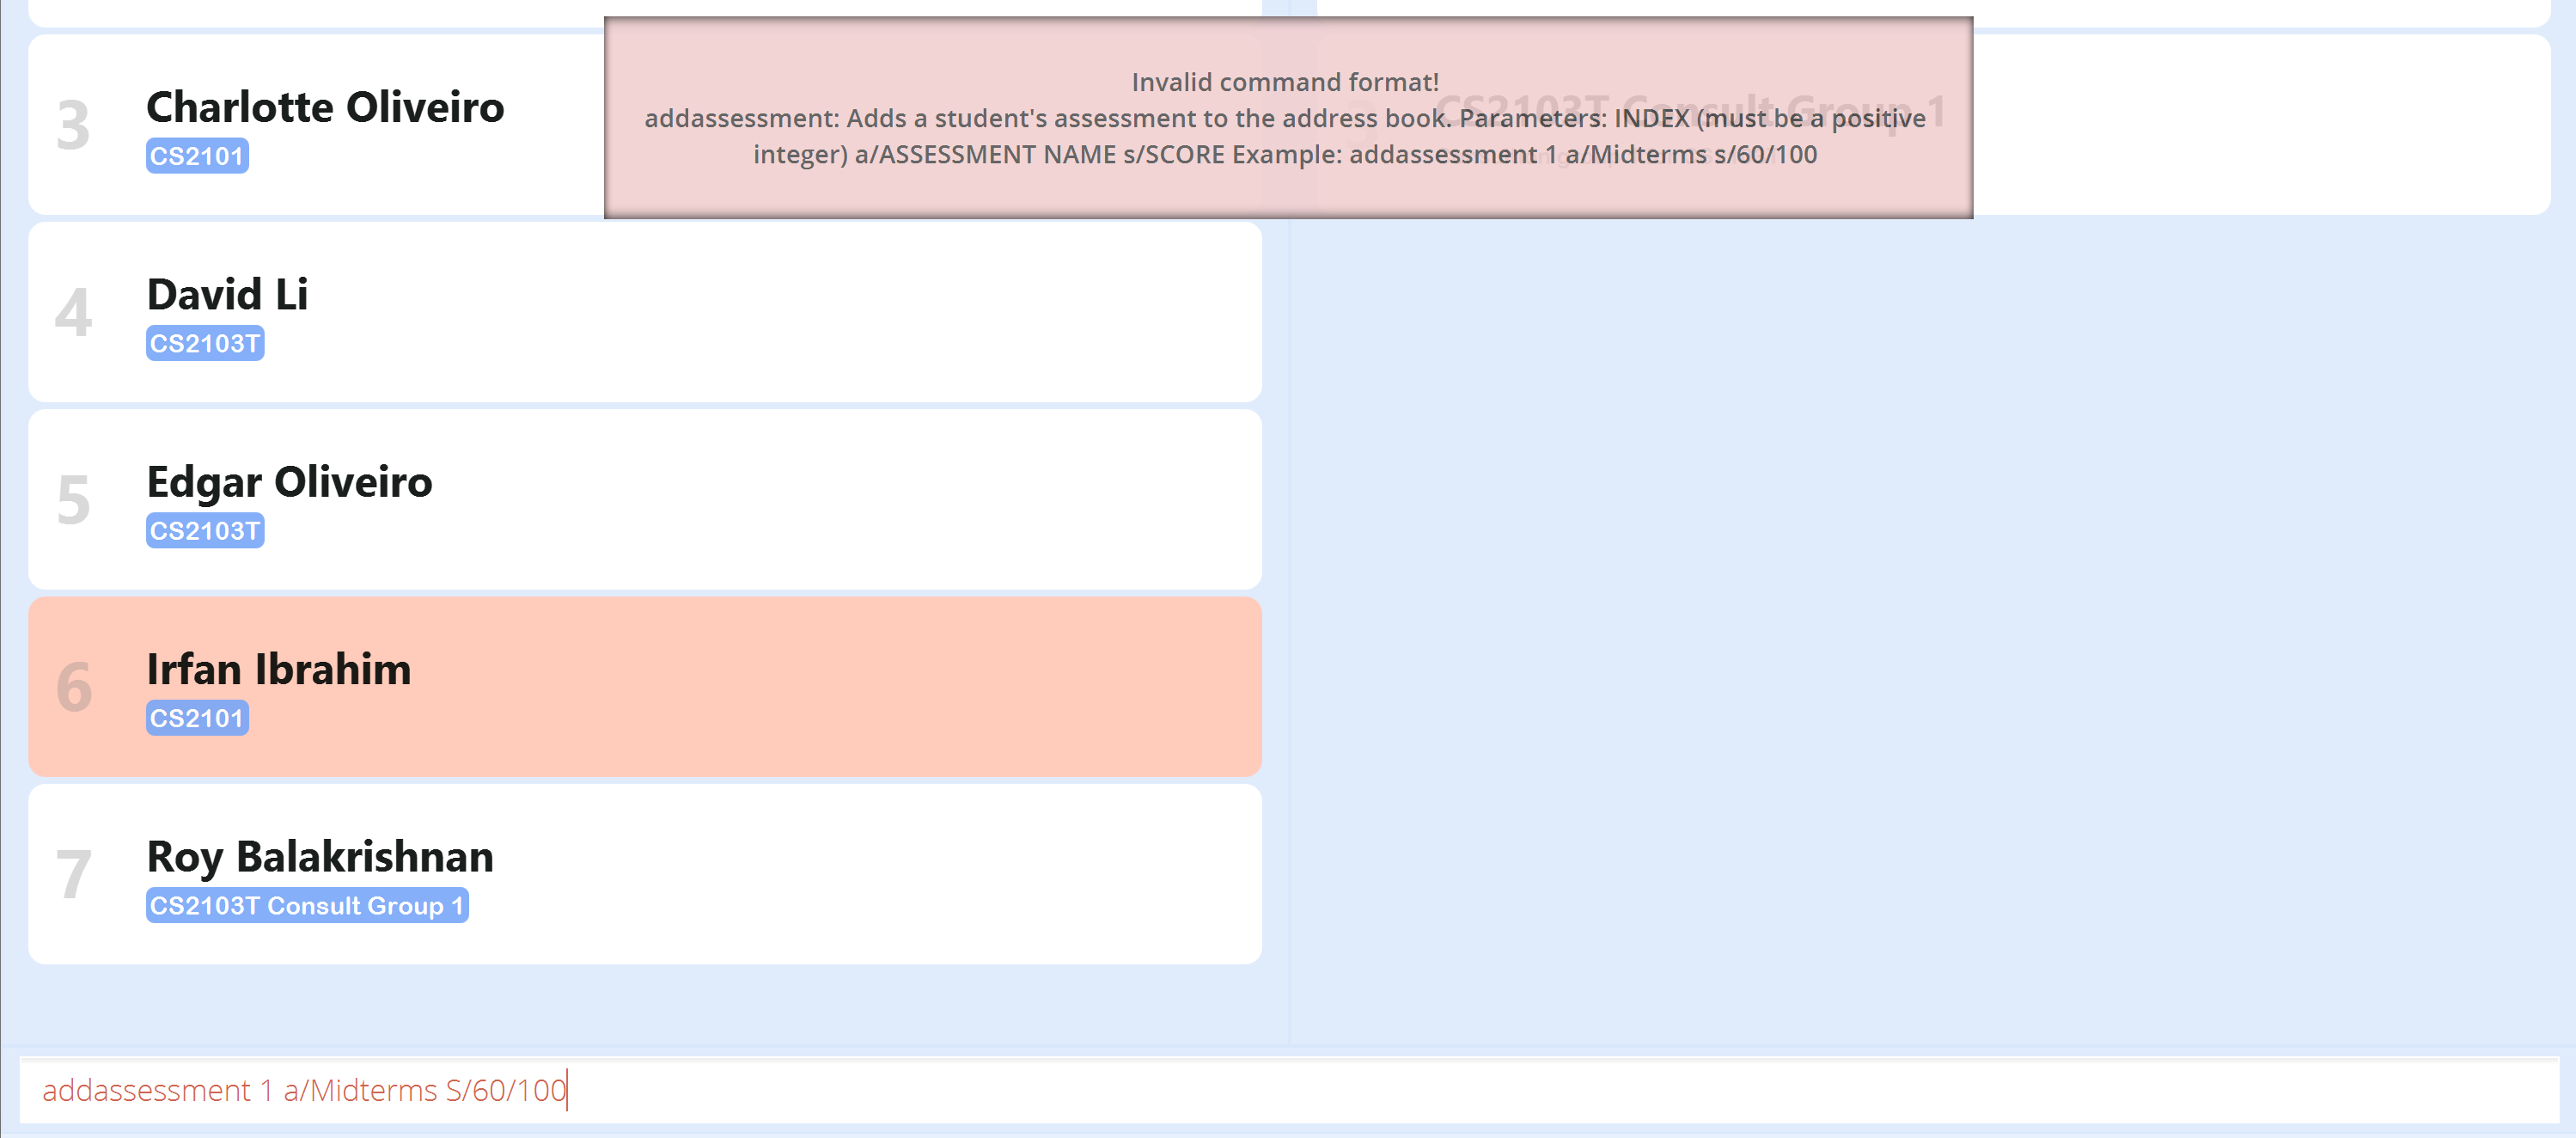 Invalid command format!
addassessment: Adds a student's assessment to the address book. Parameters: INDEX (must be a positive
integer) a/ASSESSMENT NAME s/SCORE Example: addassessment 1 a/Midterms s/60/100
3
Charlotte Oliveiro
CS2101
CS2103T Consult Group 1
4
David Li
CS2103T
5
Edgar Oliveiro
CS2103T
6
Irfan Ibrahim
CS2101
7
Roy Balakrishnan
CS2103T Consult Group 1
addassessment 1 a/Midterms S/60/100